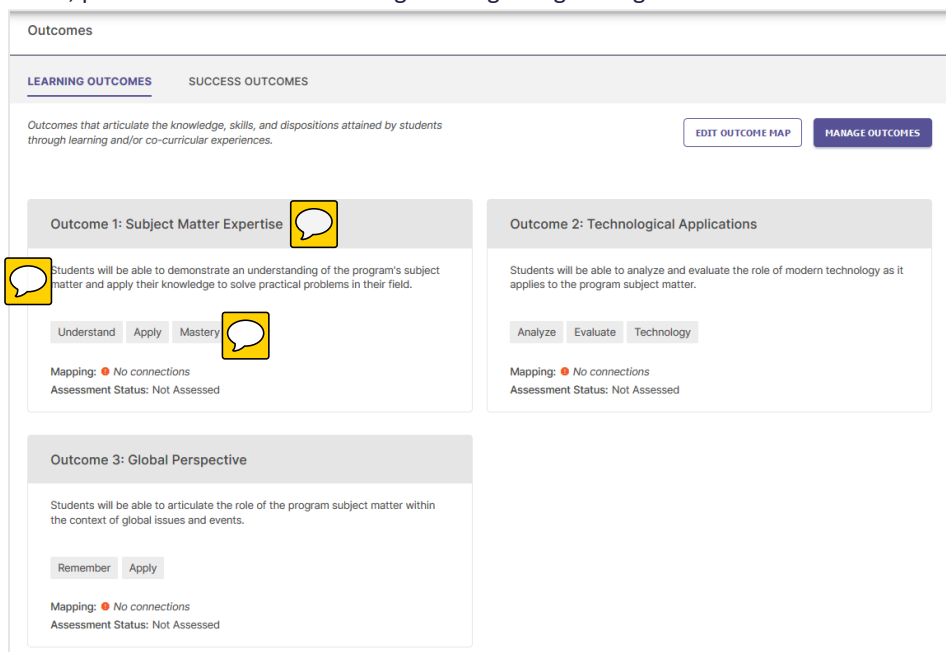 Outcomes
LEARNING OUTCOMES SUCCESS OUTCOMES
Outcomes that articulate the knowledge, skills, and dispositions attained by students
through learning and/or co-curricular experiences.
EDIT OUTCOME MAP MANAGE OUTCOMES
Outcome 1: Subject Matter Expertise
Students will be able to demonstrate an understanding of the program's subject
matter and apply their knowledge to solve practical problems in their field.
Understand Apply Mastery
Mapping: No connections
Assessment Status: Not Assessed
Outcome 2: Technological Applications
Students will be able to analyze and evaluate the role of modern technology as it
applies to the program subject matter.
Analyze Evaluate Technology
Mapping: No connections
Assessment Status: Not Assessed
Outcome 3: Global Perspective
Students will be able to articulate the role of the program subject matter within
the context of global issues and events.
Remember Apply
Mapping: No connections
Assessment Status: Not Assessed